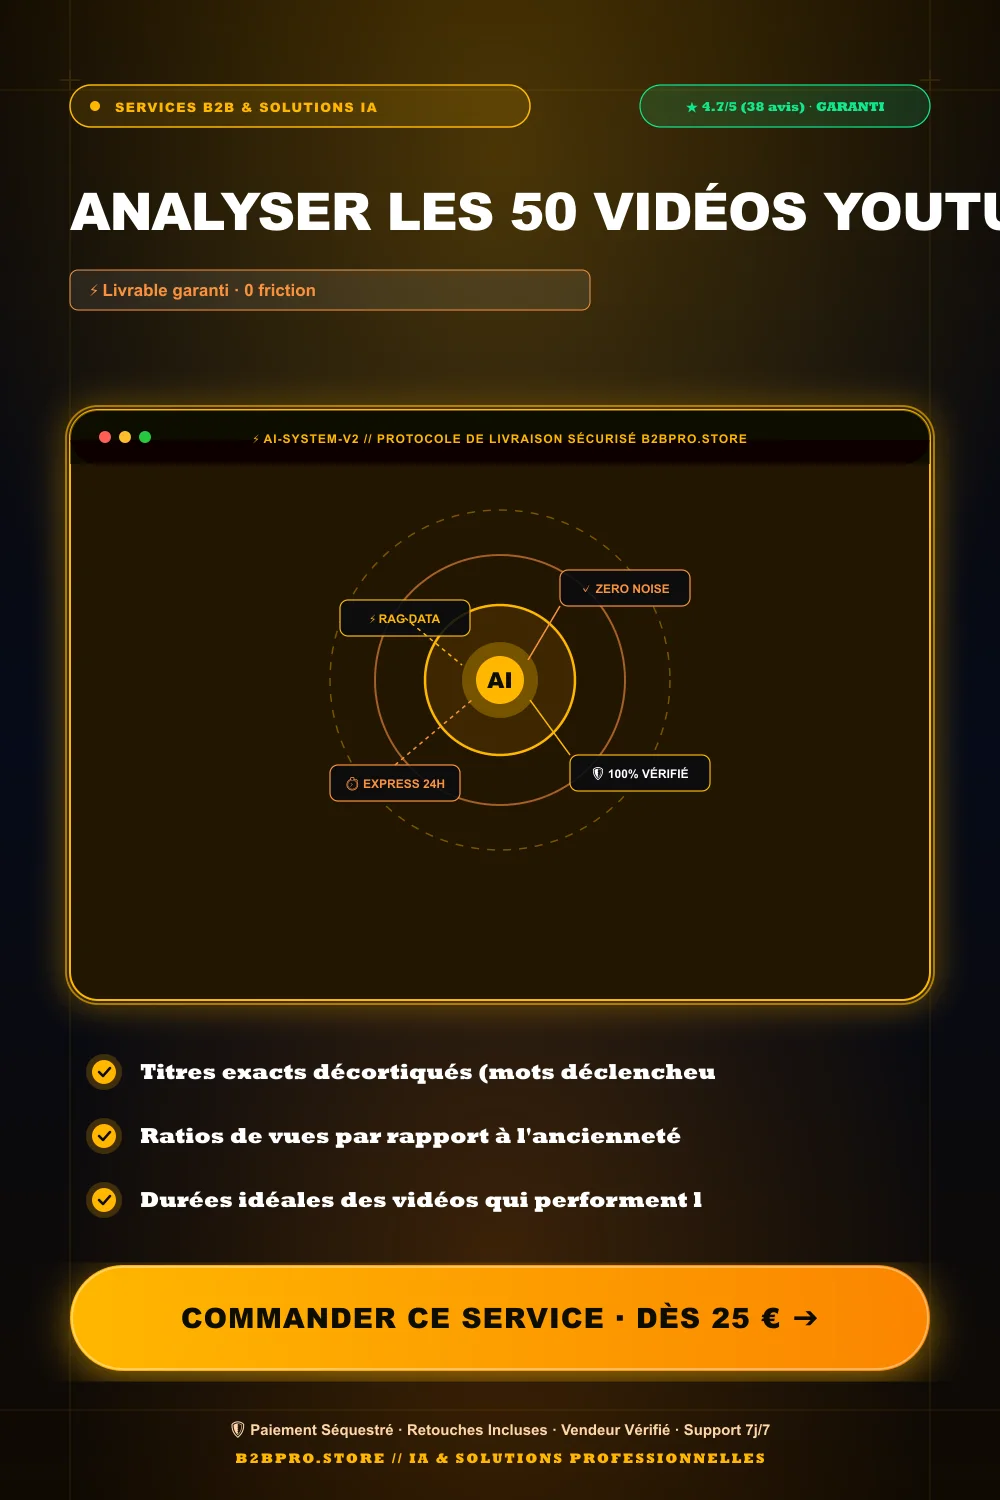 SERVICES B2B & SOLUTIONS IA
★ 4.7/5 (38 avis) · GARANTI
ANALYSER LES 50 VIDÉOS YOUTU
⚡ Livrable garanti · 0 friction
⚡ AI-SYSTEM-V2 // PROTOCOLE DE LIVRAISON SÉCURISÉ B2BPRO.STORE
✓ ZERO NOISE
⚡ RAG DATA
AI
🛡 100% VÉRIFIÉ
⏱ EXPRESS 24H
Titres exacts décortiqués (mots déclencheu
Ratios de vues par rapport à l'ancienneté
Durées idéales des vidéos qui performent l
COMMANDER CE SERVICE · DÈS 25 € →
🛡 Paiement Séquestré · Retouches Incluses · Vendeur Vérifié · Support 7j/7
B2BPRO.STORE // IA & SOLUTIONS PROFESSIONNELLES